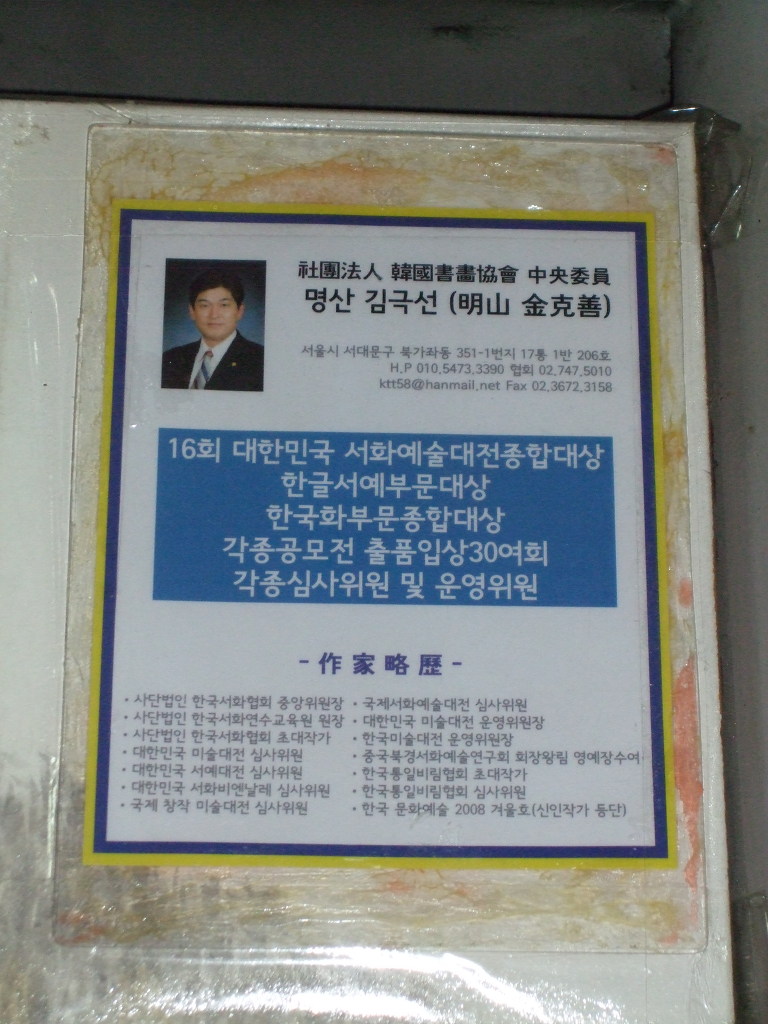 社團法人 韓國書畵協會 中央委員
명산 김극선 (明山 金克善)
서울시 서대문구 북가좌동 351-1번지 17통 1반 206호
H.P 010.5473.3390 협회 02.747.5010
ktt58@hanmail.net Fax 02.3672.3158
16회 대한민국 서화예술대전종합대상
한글서예부문대상
한국화부문종합대상
각종공모전 출품입상30여회
각종심사위원 및 운영위원
- 作家略歷 -
· 사단법인 한국서화협회 중앙위원장
· 사단법인 한국서화연수교육원 원장
· 사단법인 한국서화협회 초대작가
· 대한민국 미술대전 심사위원
· 대한민국 서예대전 심사위원
· 대한민국 서화비엔날레 심사위원
· 국제 창작 미술대전 심사위원
· 국제서화예술대전 심사위원
· 대한민국 미술대전 운영위원장
· 한국미술대전 운영위원장
· 중국북경서화예술연구회 회장왕림 명예장수여
· 한국통일비림협회 초대작가
· 한국통일비림협회 심사위원
· 한국 문화예술 2008 겨울호(신인작가 등단)